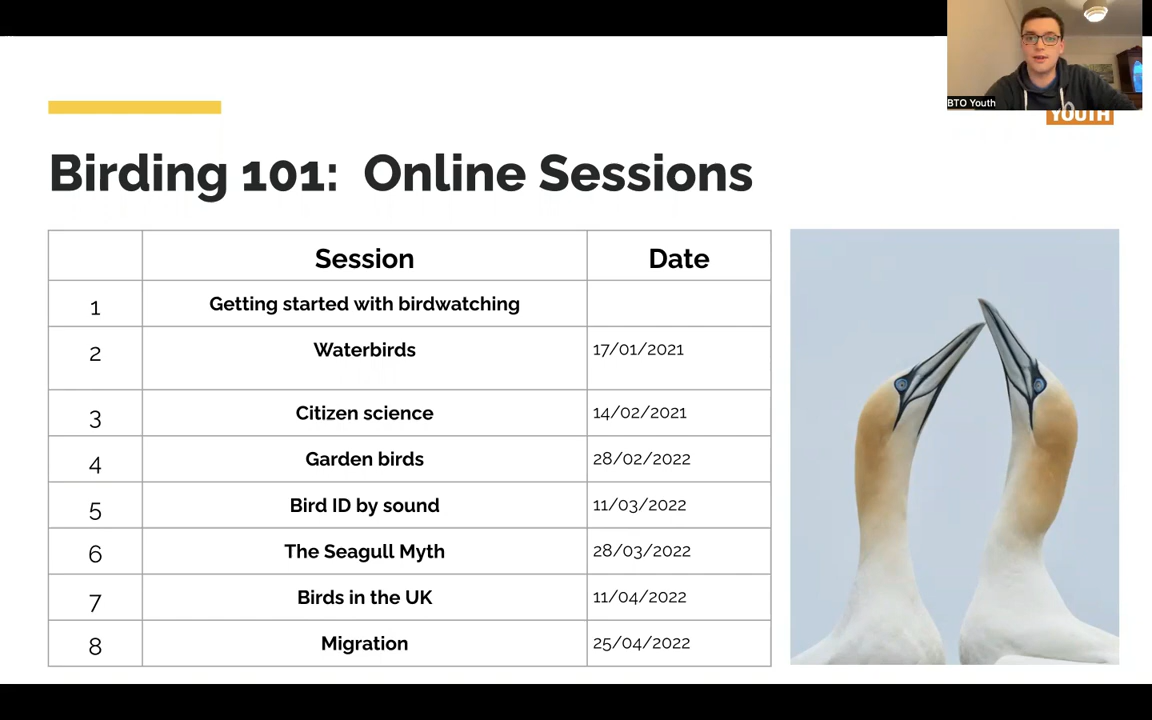 BTO Youth
YOUTH
Birding 101: Online Sessions
Session Date
1 Getting started with birdwatching
2 Waterbirds 17/01/2021
3 Citizen science 14/02/2021
4 Garden birds 28/02/2022
5 Bird ID by sound 11/03/2022
6 The Seagull Myth 28/03/2022
7 Birds in the UK 11/04/2022
8 Migration 25/04/2022